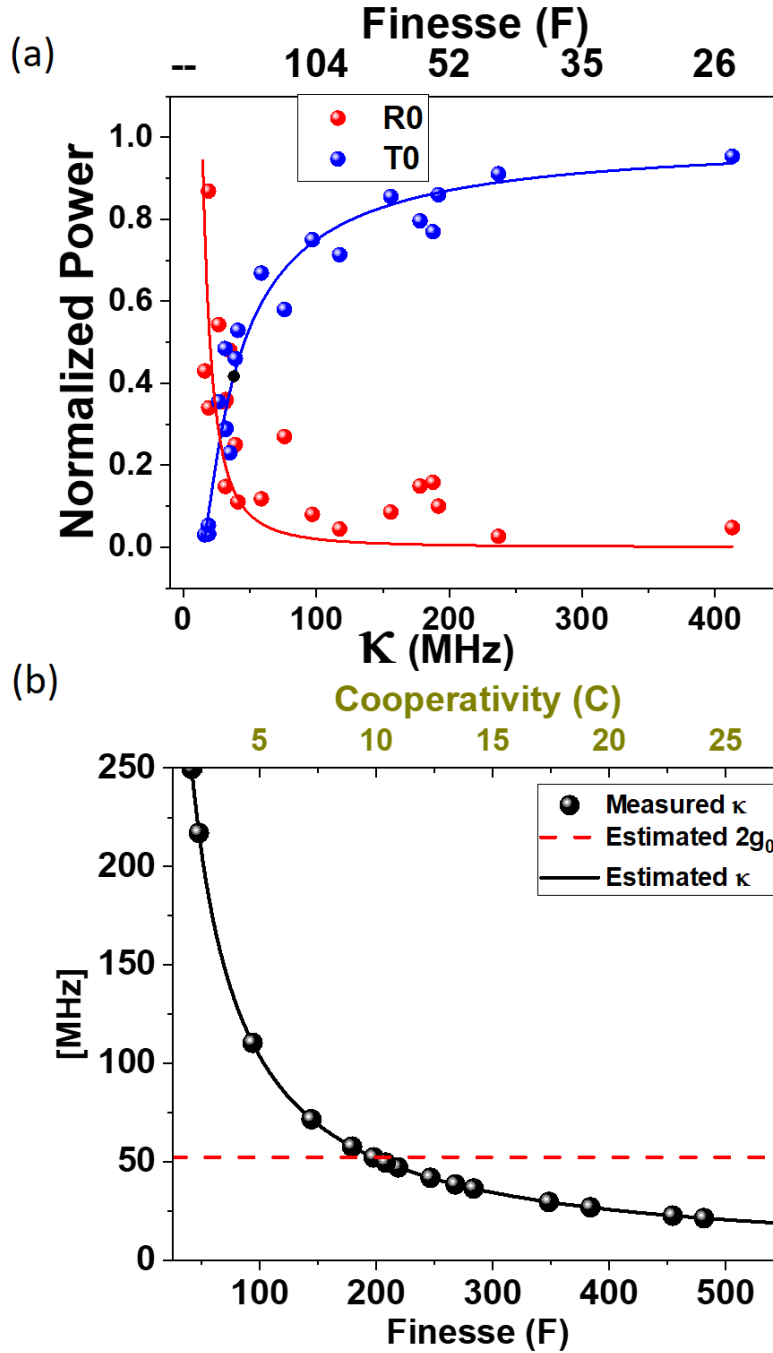 (a)
Finesse (F)
-- 104 52 35 26
R0
T0
1.0
0.8
0.6
0.4
0.2
0.0
Normalized Power
0 100 200 300 400
κ (MHz)
(b)
Cooperativity (C)
5 10 15 20 25
250
200
150
100
50
0
[MHz]
Measured κ
Estimated 2g₀
Estimated κ
100 200 300 400 500
Finesse (F)